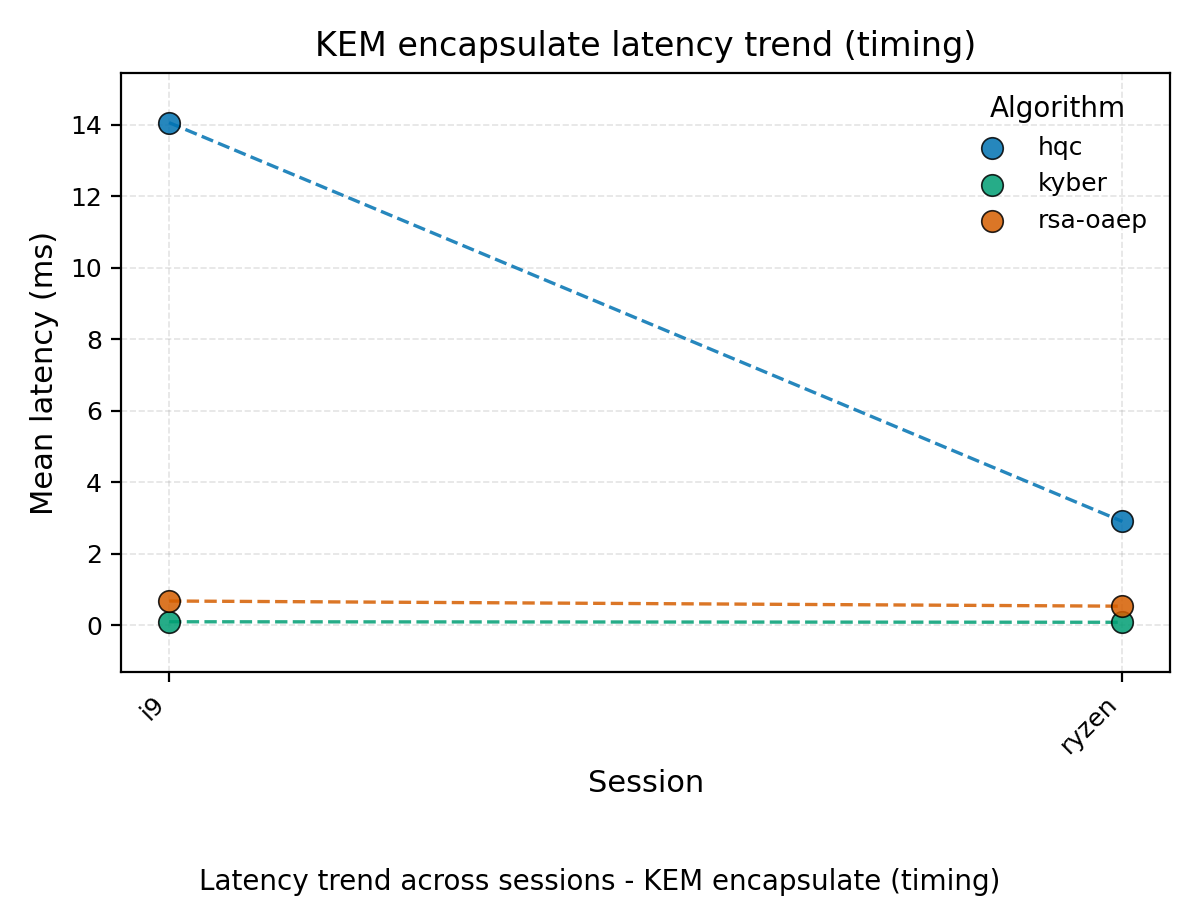 KEM encapsulate latency trend (timing)
Algorithm
hqc
kyber
rsa-oaep
Mean latency (ms)
14
12
10
8
6
4
2
0
i9
ryzen
Session
Latency trend across sessions - KEM encapsulate (timing)